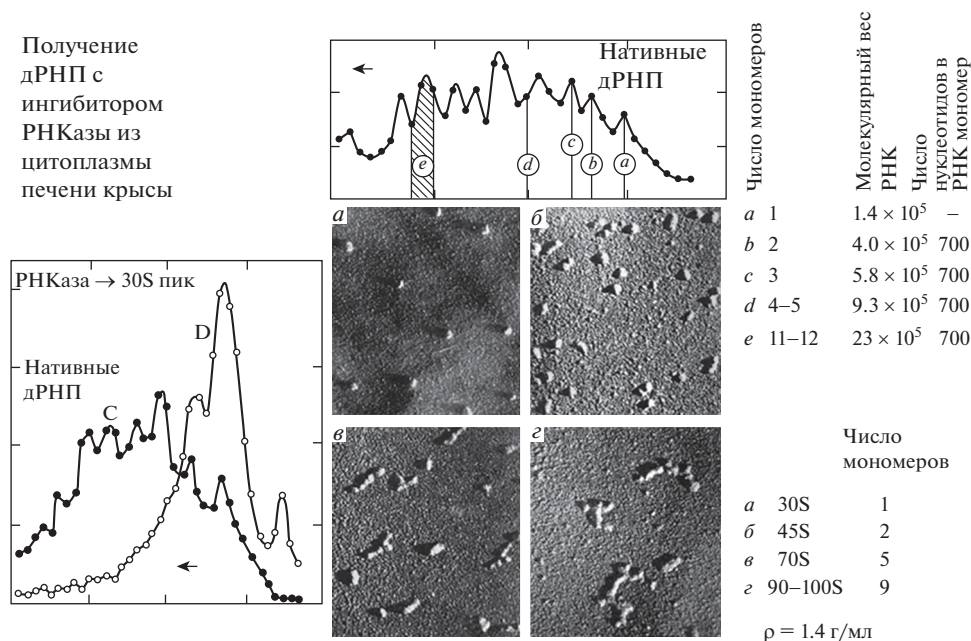 Получение
дРНП с
ингибитором
РНКазы из
цитоплазмы
печени крысы
Нативные
дРНП
e
d
c
b
a
РНКаза → 30S пик
D
Нативные
дРНП
C
а
б
в
г
Число мономеров
Молекулярный вес
РНК
Число
нуклеотидов в
РНК мономер
a 1 1.4 × 10⁵ –
b 2 4.0 × 10⁵ 700
c 3 5.8 × 10⁵ 700
d 4–5 9.3 × 10⁵ 700
e 11–12 23 × 10⁵ 700
Число
мономеров
а 30S 1
б 45S 2
в 70S 5
г 90–100S 9
ρ = 1.4 г/мл